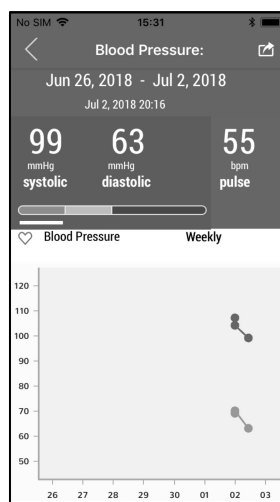 No SIM 15:31
Blood Pressure:
Jun 26, 2018 - Jul 2, 2018
Jul 2, 2018 20:16
99 63 55
mmHg mmHg bpm
systolic diastolic pulse
Blood Pressure Weekly
120
110
100
90
80
70
60
50
26 27 28 29 30 01 02 03